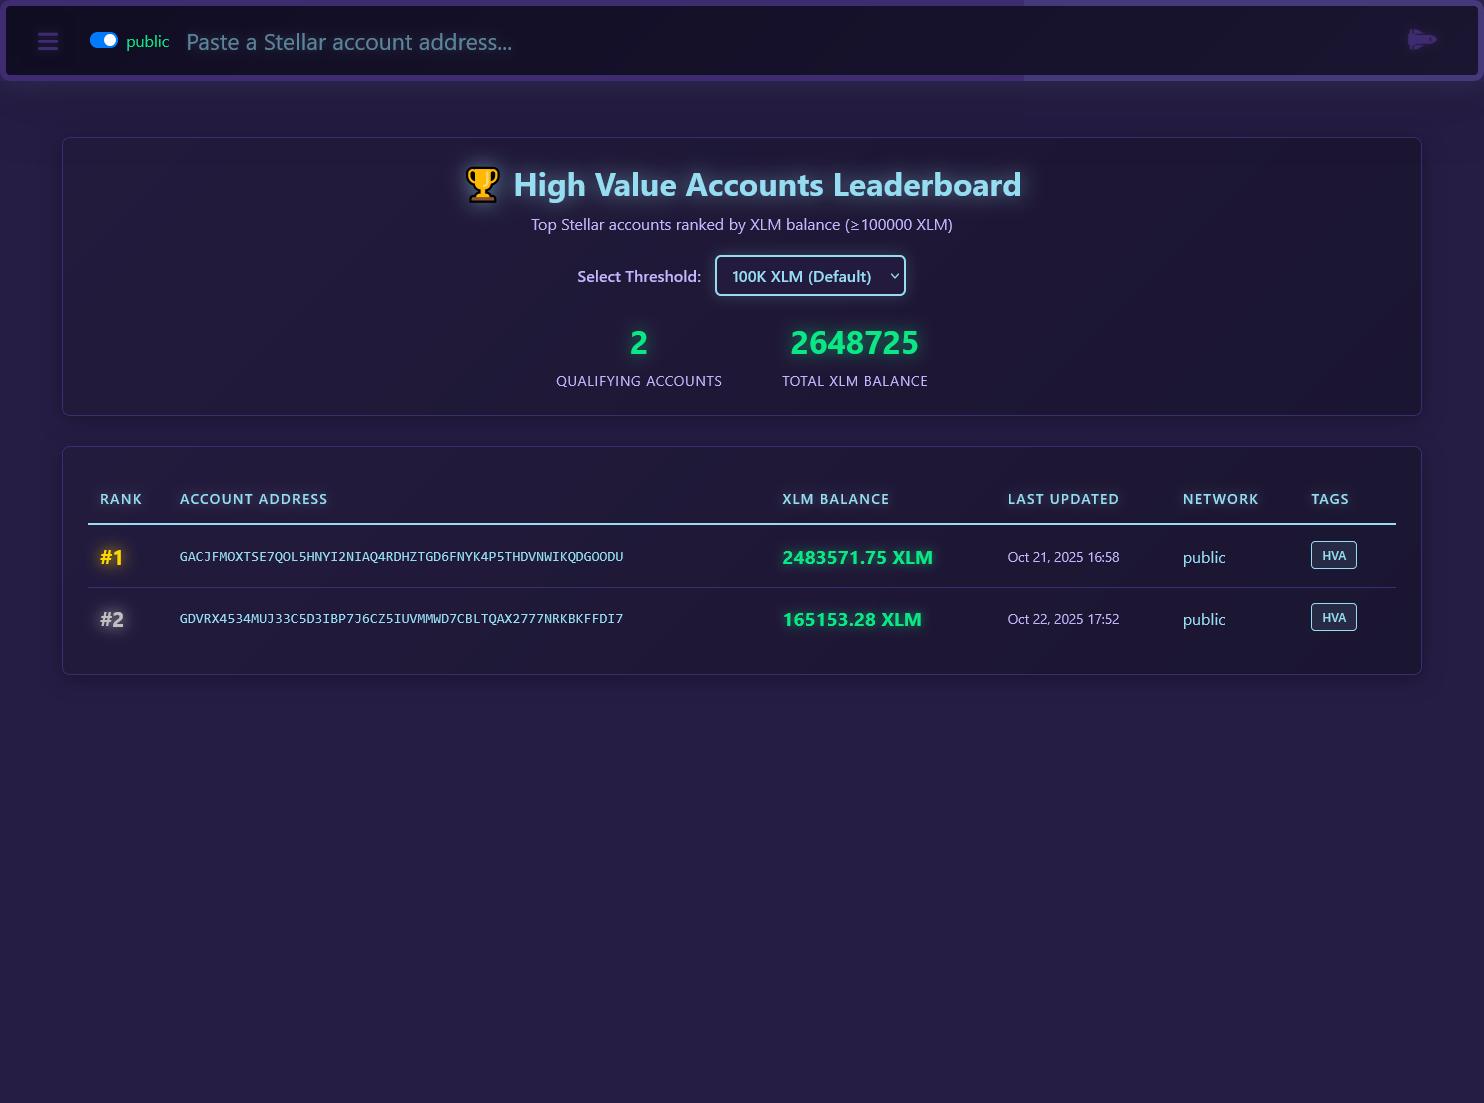 public Paste a Stellar account address...
High Value Accounts Leaderboard
Top Stellar accounts ranked by XLM balance (≥100000 XLM)
Select Threshold: 100K XLM (Default)
2 2648725
QUALIFYING ACCOUNTS TOTAL XLM BALANCE
RANK ACCOUNT ADDRESS XLM BALANCE LAST UPDATED NETWORK TAGS
#1 GACJFMOXTSE7QOL5HNYI2NIAQ4RDHZTGD6FNYK4P5THDVNWIKQDGOODU 2483571.75 XLM Oct 21, 2025 16:58 public HVA
#2 GDVRX4534MUJ33C5D3IBP7J6CZ5IUVMMWD7CBLTQAX2777NRKBKFFDI7 165153.28 XLM Oct 22, 2025 17:52 public HVA